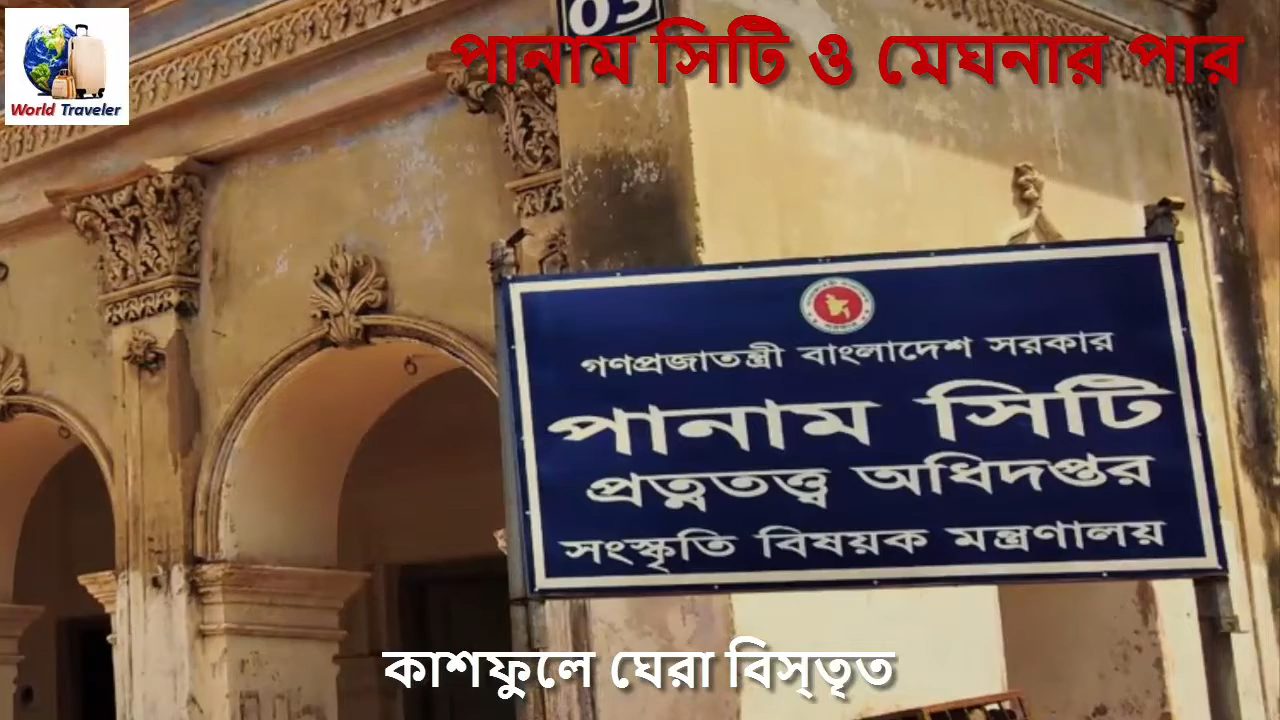 03
পানাম সিটি ও মেঘনার পার
World Traveler
গণপ্রজাতন্ত্রী বাংলাদেশ সরকার
পানাম সিটি
প্রত্নতত্ত্ব অধিদপ্তর
সংস্কৃতি বিষয়ক মন্ত্রণালয়
কাশফুলে ঘেরা বিস্তৃত